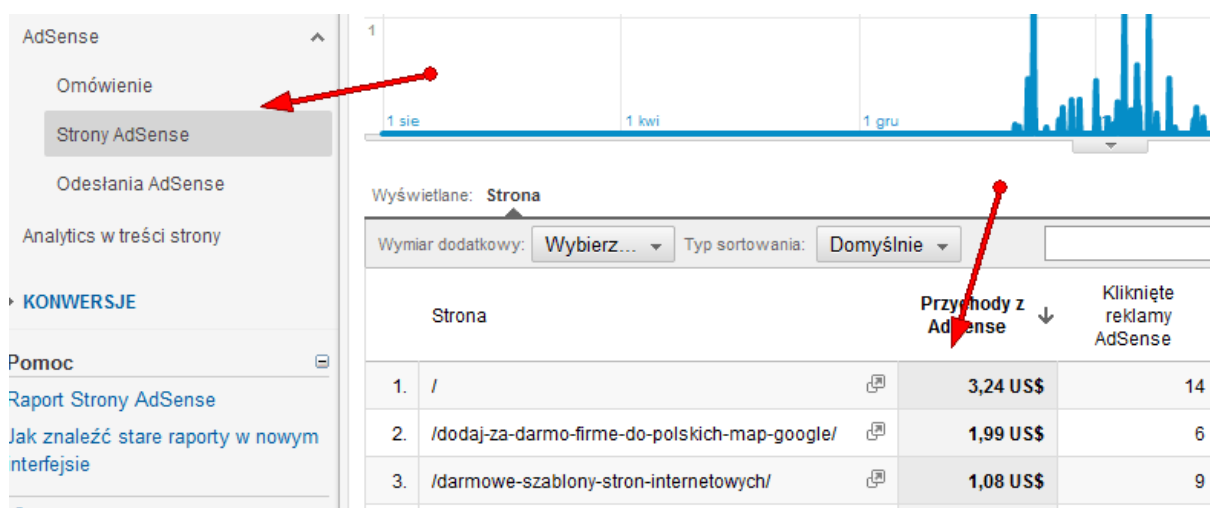 AdSense
Omówienie
Strony AdSense
Odesłania AdSense
Analytics w treści strony
KONWERSJE
Pomoc
Raport Strony AdSense
Jak znaleźć stare raporty w nowym
interfejsie
1
1 sie
1 kwi
1 gru
Wyświetlane: Strona
Wymiar dodatkowy: Wybierz... Typ sortowania: Domyślnie
Strona
Przychody z
AdSense
Kliknięte
reklamy
AdSense
1. / 3,24 US$ 14
2. /dodaj-za-darmo-firme-do-polskich-map-google/ 1,99 US$ 6
3. /darmowe-szablony-stron-internetowych/ 1,08 US$ 9